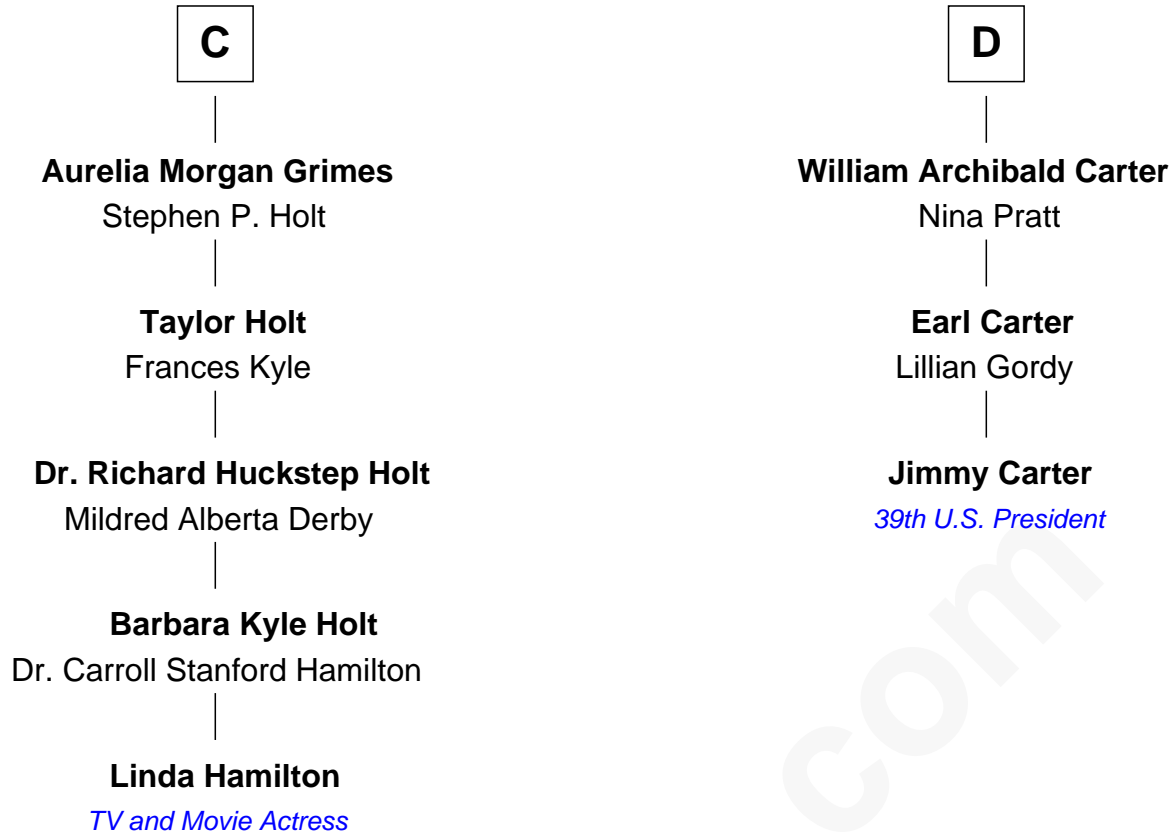 C
Aurelia Morgan Grimes
Stephen P. Holt
Taylor Holt
Frances Kyle
Dr. Richard Huckstep Holt
Mildred Alberta Derby
Barbara Kyle Holt
Dr. Carroll Stanford Hamilton
Linda Hamilton
TV and Movie Actress
D
William Archibald Carter
Nina Pratt
Earl Carter
Lillian Gordy
Jimmy Carter
39th U.S. President
com